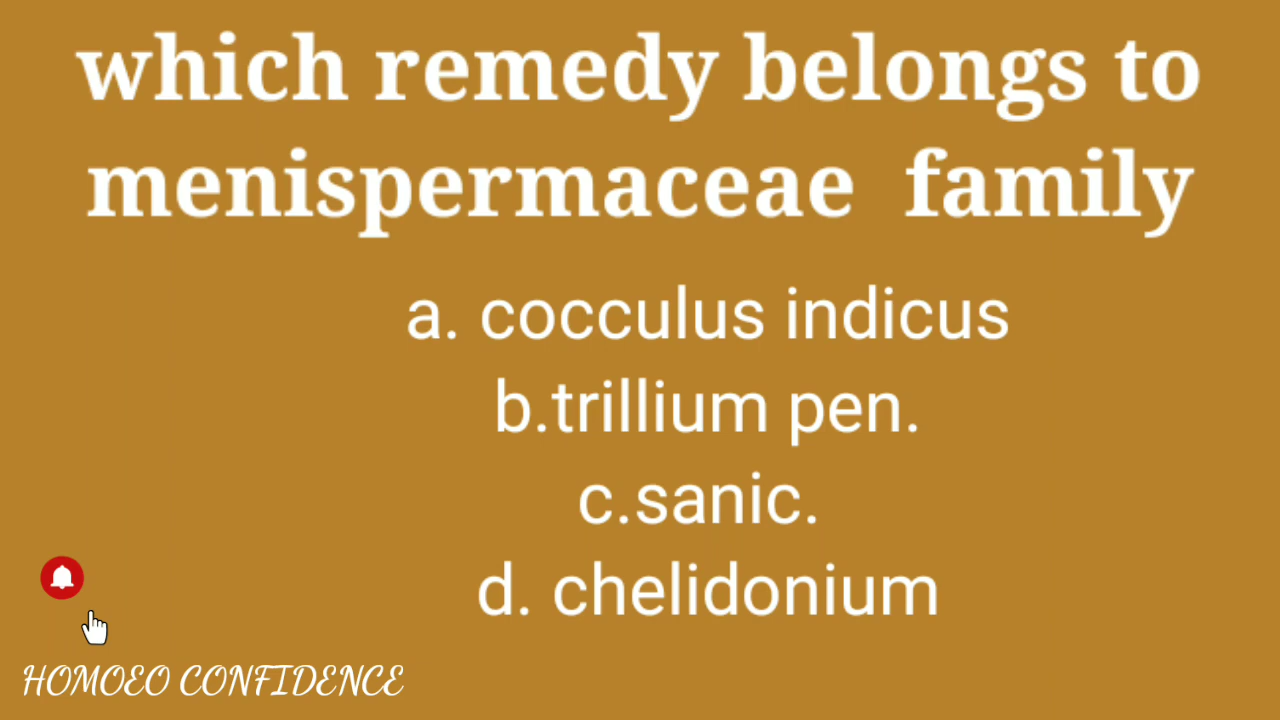 which remedy belongs to
menispermaceae family
a. cocculus indicus
b.trillium pen.
c.sanic.
d. chelidonium
HOMOEO CONFIDENCE